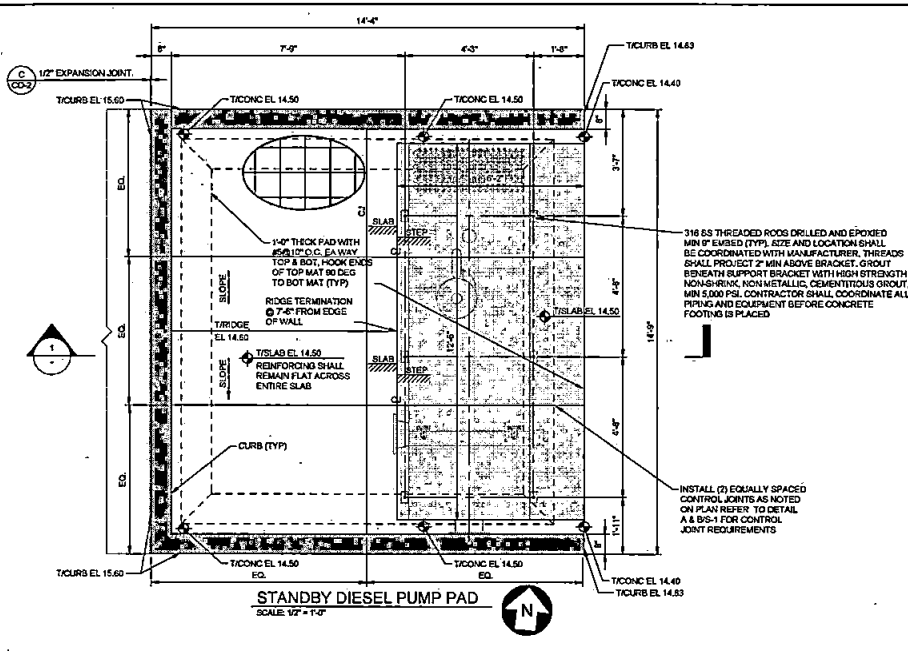 14'-4"
8"
7'-9"
4'-3"
1'-8"
T/CURB EL 14.63
C
CO-2
1/2" EXPANSION JOINT.
T/CURB EL 15.60
T/CONC EL 14.50
T/CONC EL 14.50
T/CONC EL 14.40
8"
3'-7"
EQ.
CJ
SLAB
STEP
CJ
1'-0" THICK PAD WITH
#5@10" O.C. EA WAY
TOP & BOT, HOOK ENDS
OF TOP MAT 90 DEG
TO BOT MAT (TYP)
316 SS THREADED RODS DRILLED AND EPOXIED
MIN 9" EMBED (TYP). SIZE AND LOCATION SHALL
BE COORDINATED WITH MANUFACTURER. THREADS
SHALL PROJECT 2" MIN ABOVE BRACKET. GROUT
BENEATH SUPPORT BRACKET WITH HIGH STRENGTH
NON-SHRINK, NON METALLIC, CEMENTITIOUS GROUT,
MIN 5,000 PSI. CONTRACTOR SHALL COORDINATE ALL
PIPING AND EQUIPMENT BEFORE CONCRETE
FOOTING IS PLACED
SLOPE
RIDGE TERMINATION
@ 7'-6" FROM EDGE
OF WALL
T/RIDGE
EL 14.60
T/SLAB EL 14.50
12'-6"
4'-8"
14'-9"
1
-
EQ.
SLOPE
T/SLAB EL 14.50
REINFORCING SHALL
REMAIN FLAT ACROSS
ENTIRE SLAB
SLAB
STEP
CJ
4'-8"
CURB (TYP)
EQ.
INSTALL (2) EQUALLY SPACED
CONTROL JOINTS AS NOTED
ON PLAN REFER TO DETAIL
A & B/S-1 FOR CONTROL
JOINT REQUIREMENTS
1'-11"
8"
T/CURB EL 15.60
T/CONC EL 14.50
EQ.
T/CONC EL 14.50
EQ.
T/CONC EL 14.40
T/CURB EL 14.63
STANDBY DIESEL PUMP PAD
SCALE: 1/2" = 1'-0"
N